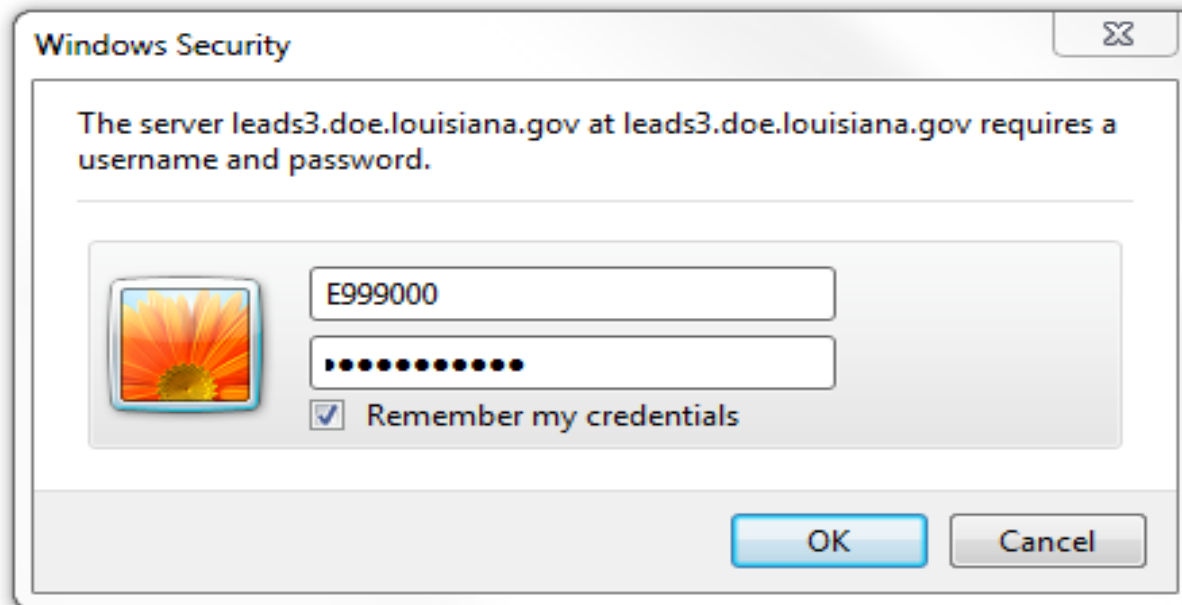 Windows Security
The server leads3.doe.louisiana.gov at leads3.doe.louisiana.gov requires a
username and password.
E999000
••••••••••••
Remember my credentials
OK
Cancel